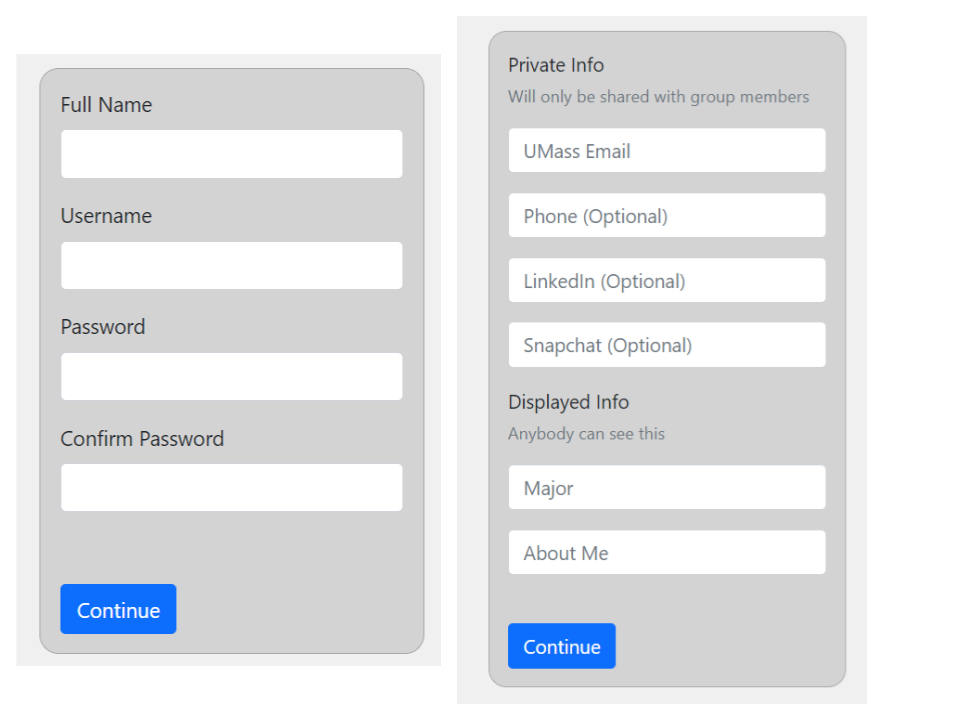 Full Name
Username
Password
Confirm Password
Continue
Private Info
Will only be shared with group members
UMass Email
Phone (Optional)
LinkedIn (Optional)
Snapchat (Optional)
Displayed Info
Anybody can see this
Major
About Me
Continue